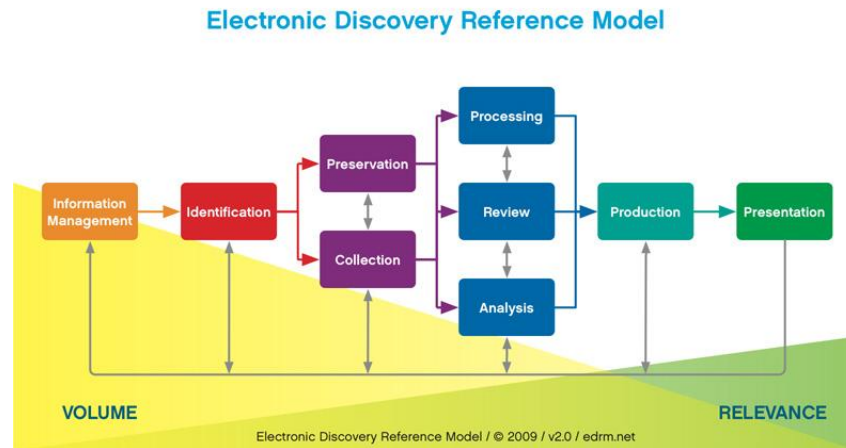 Electronic Discovery Reference Model
Processing
Preservation
Information
Management
Identification
Review
Production
Presentation
Collection
Analysis
VOLUME
RELEVANCE
Electronic Discovery Reference Model / © 2009 / v2.0 / edrm.net